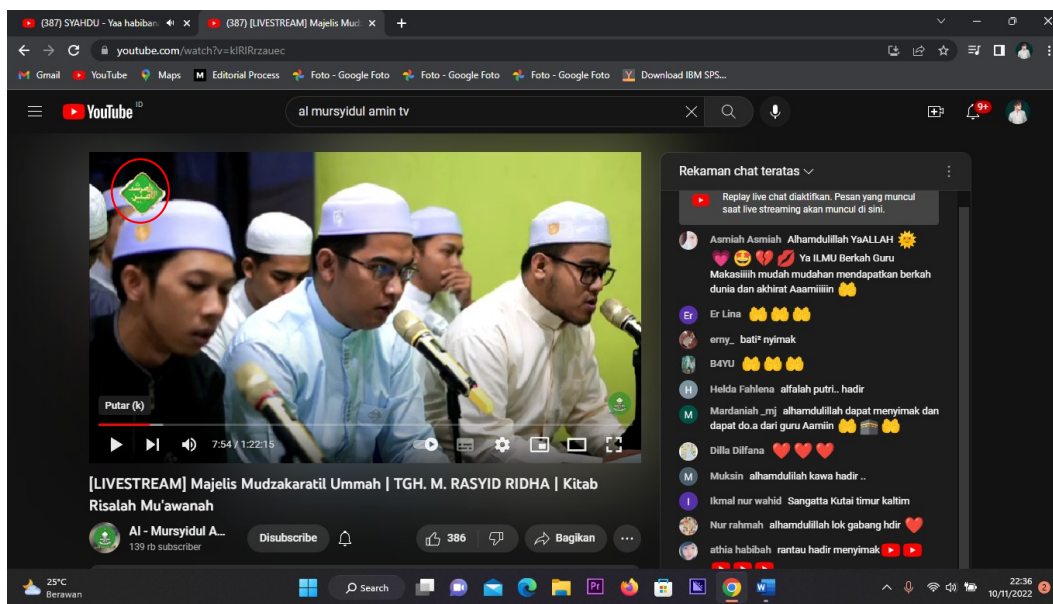 (387) SYAHDU - Yaa habiban
(387) [LIVESTREAM] Majelis Mud
youtube.com/watch?v=klRlRrzauec
Gmail
YouTube
Maps
Editorial Process
Foto - Google Foto
Foto - Google Foto
Foto - Google Foto
Download IBM SPS...
YouTube ID
al mursyidul amin tv
9+
Putar (k)
7:54 / 1:22:15
[LIVESTREAM] Majelis Mudzakaratil Ummah | TGH. M. RASYID RIDHA | Kitab
Risalah Mu'awanah
Al - Mursyidul A...
139 rb subscriber
Disubscribe
386
Bagikan
Rekaman chat teratas
Replay live chat diaktifkan. Pesan yang muncul
saat live streaming akan muncul di sini.
Asmiah Asmiah Alhamdulillah YaALLAH
Ya ILMU Berkah Guru
Makasiiiih mudah mudahan mendapatkan berkah
dunia dan akhirat Aaamiiiiin
Er Er Lina
erny_ bati² nyimak
B4YU
H Helda Fahlena alfalah putri.. hadir
M Mardaniah _mj alhamdulillah dapat menyimak dan
dapat do.a dari guru Aamiin
Dilla Dilfana
M Muksin alhamdulilah kawa hadir ..
I Ikmal nur wahid Sangatta Kutai timur kaltim
Nur rahmah alhamdulillah lok gabang hdir
athia habibah rantau hadir menyimak
25°C
Berawan
Search
Pr
22:36
10/11/2022
2